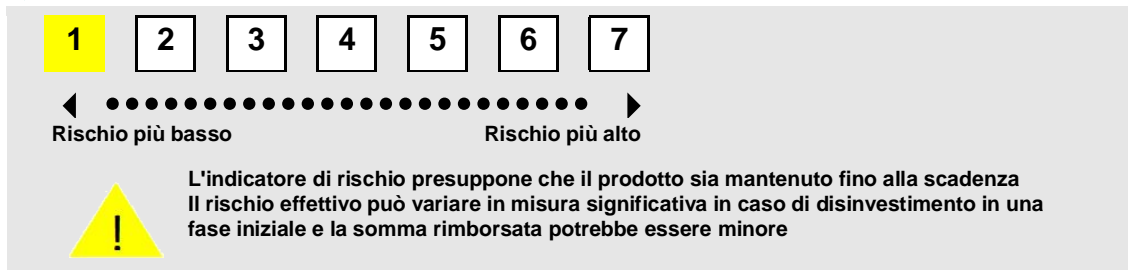 1 2 3 4 5 6 7
Rischio più basso Rischio più alto
L'indicatore di rischio presuppone che il prodotto sia mantenuto fino alla scadenza
Il rischio effettivo può variare in misura significativa in caso di disinvestimento in una
fase iniziale e la somma rimborsata potrebbe essere minore
!